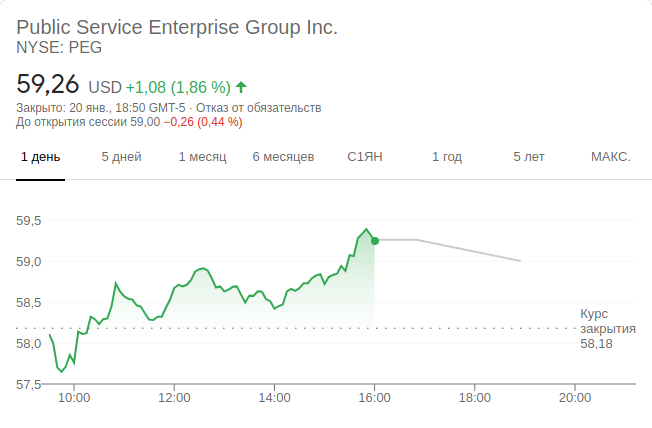 Public Service Enterprise Group Inc.
NYSE: PEG
59,26 USD +1,08 (1,86 %)
Закрыто: 20 янв., 18:50 GMT-5 · Отказ от обязательств
До открытия сессии 59,00 −0,26 (0,44 %)
1 день 5 дней 1 месяц 6 месяцев С1ЯН 1 год 5 лет МАКС.
59,5
59,0
58,5
Курс
закрытия
58,18
58,0
57,5
10:00 12:00 14:00 16:00 18:00 20:00